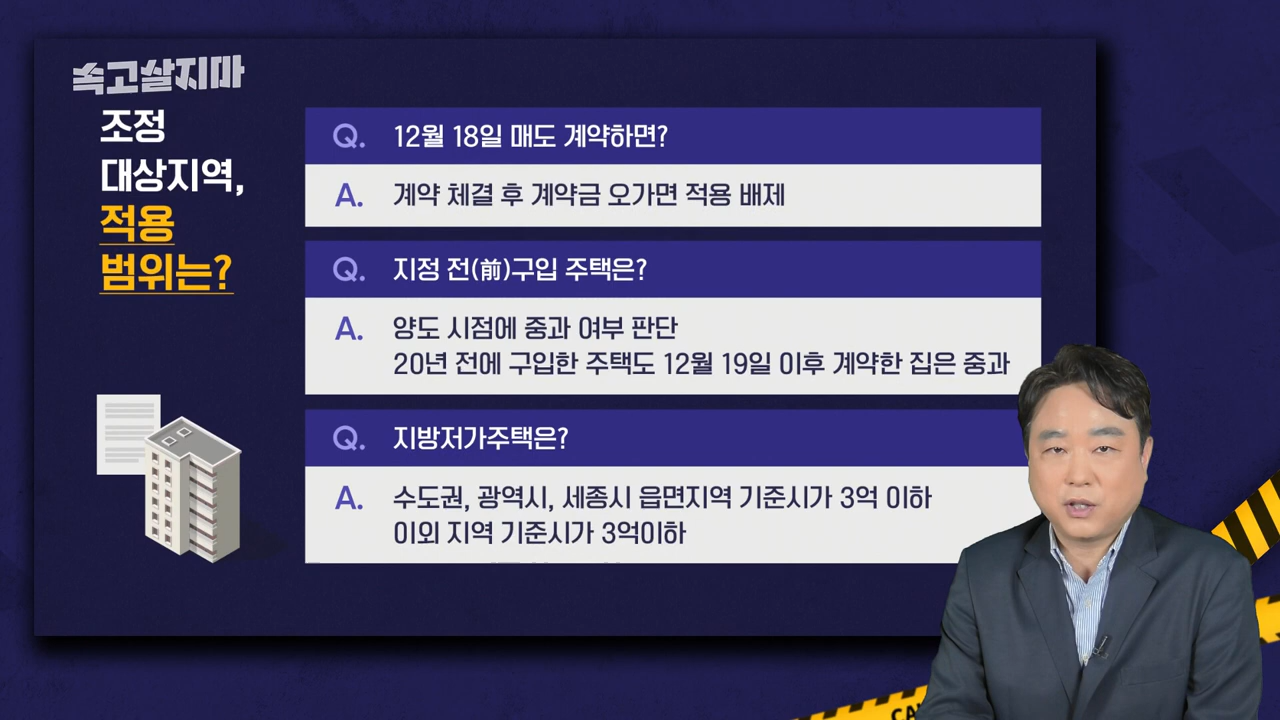 속고살지마
조정
대상지역,
적용
범위는?
Q. 12월 18일 매도 계약하면?
A. 계약 체결 후 계약금 오가면 적용 배제
Q. 지정 전(前)구입 주택은?
A. 양도 시점에 중과 여부 판단
20년 전에 구입한 주택도 12월 19일 이후 계약한 집은 중과
Q. 지방저가주택은?
A. 수도권, 광역시, 세종시 읍면지역 기준시가 3억 이하
이외 지역 기준시가 3억이하